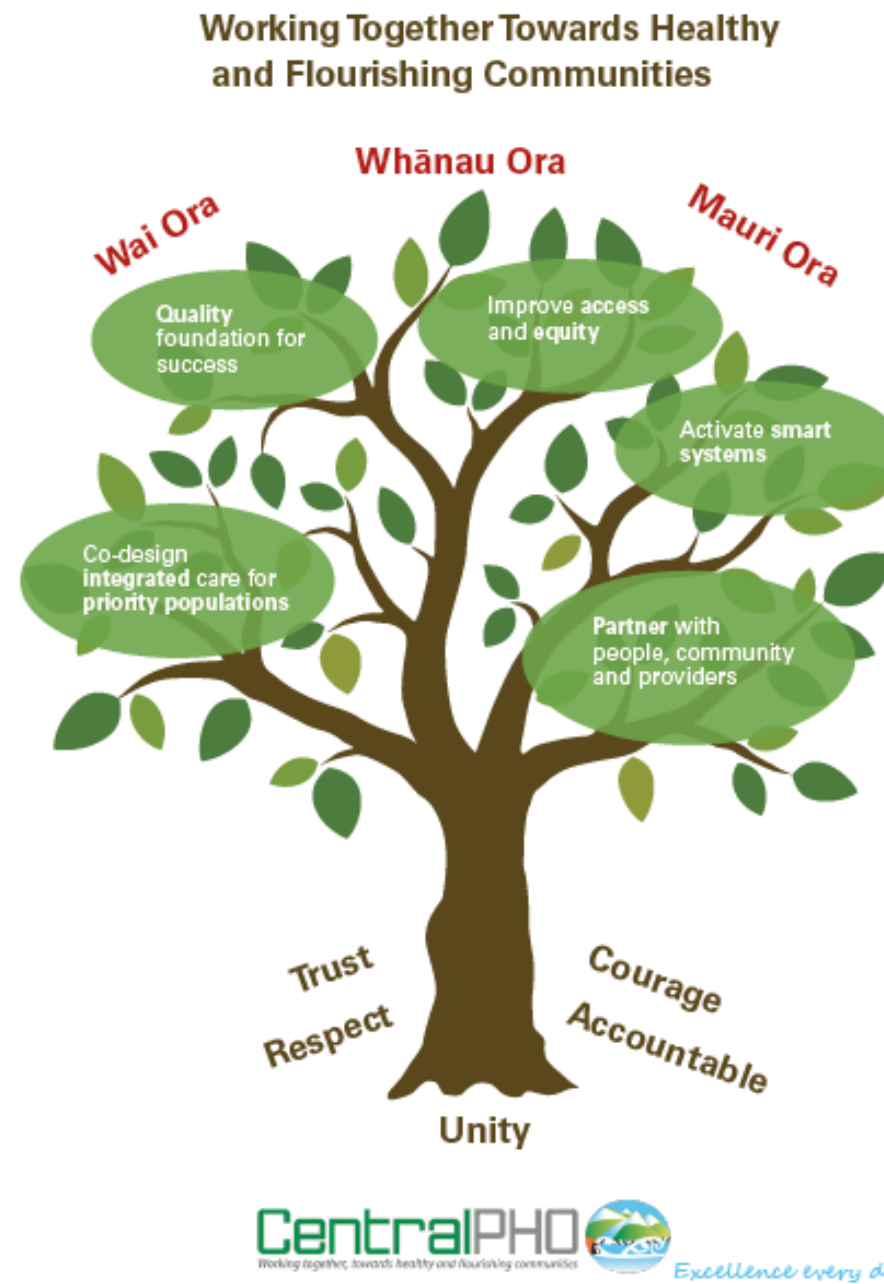 Working Together Towards Healthy
and Flourishing Communities
Whānau Ora
Wai Ora
Mauri Ora
Quality
foundation for
success
Improve access
and equity
Activate smart
systems
Co-design
integrated care for
priority populations
Partner with
people, community
and providers
Trust
Respect
Courage
Accountable
Unity
CentralPHO
Working together, towards healthy and flourishing communities
Excellence every